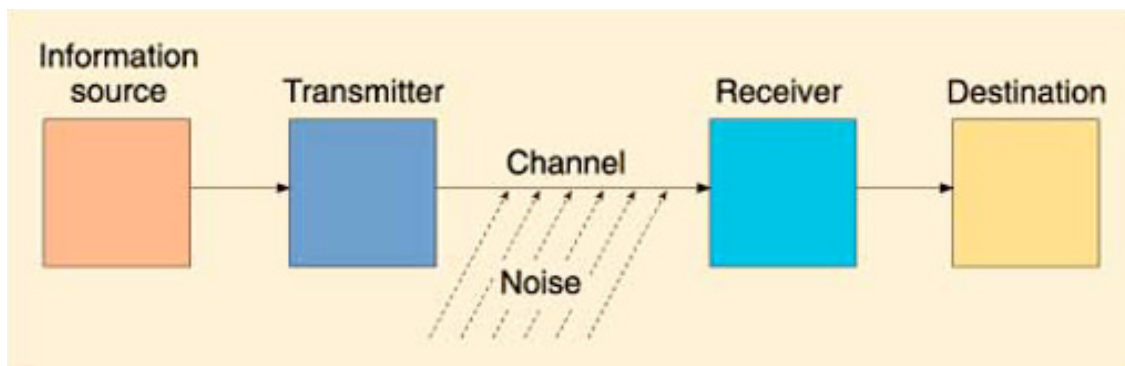 Information
source
Transmitter
Channel
Noise
Receiver
Destination